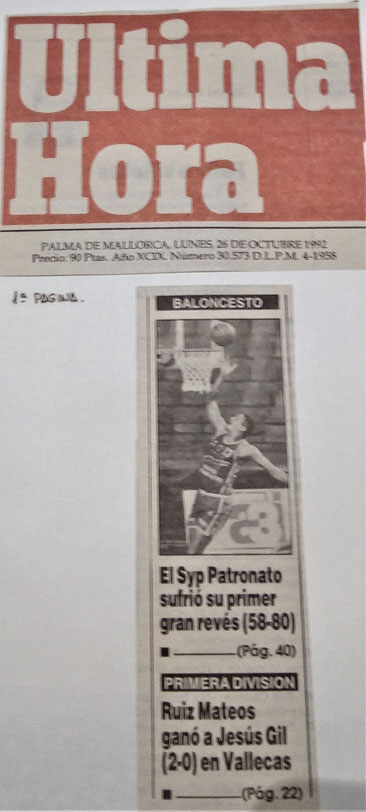 Ultima
Hora
PALMA DE MALLORCA, LUNES, 26 DE OCTUBRE 1992
Precio: 90 Ptas. Año XCIX. Número 30.573 D.L.P.M. 4-1958
1ª PAGINA.
BALONCESTO
El Syp Patronato
sufrió su primer
gran revés (58-80)
■ (Pág. 40)
PRIMERA DIVISION
Ruiz Mateos
ganó a Jesús Gil
(2-0) en Vallecas
■ (Pág. 22)